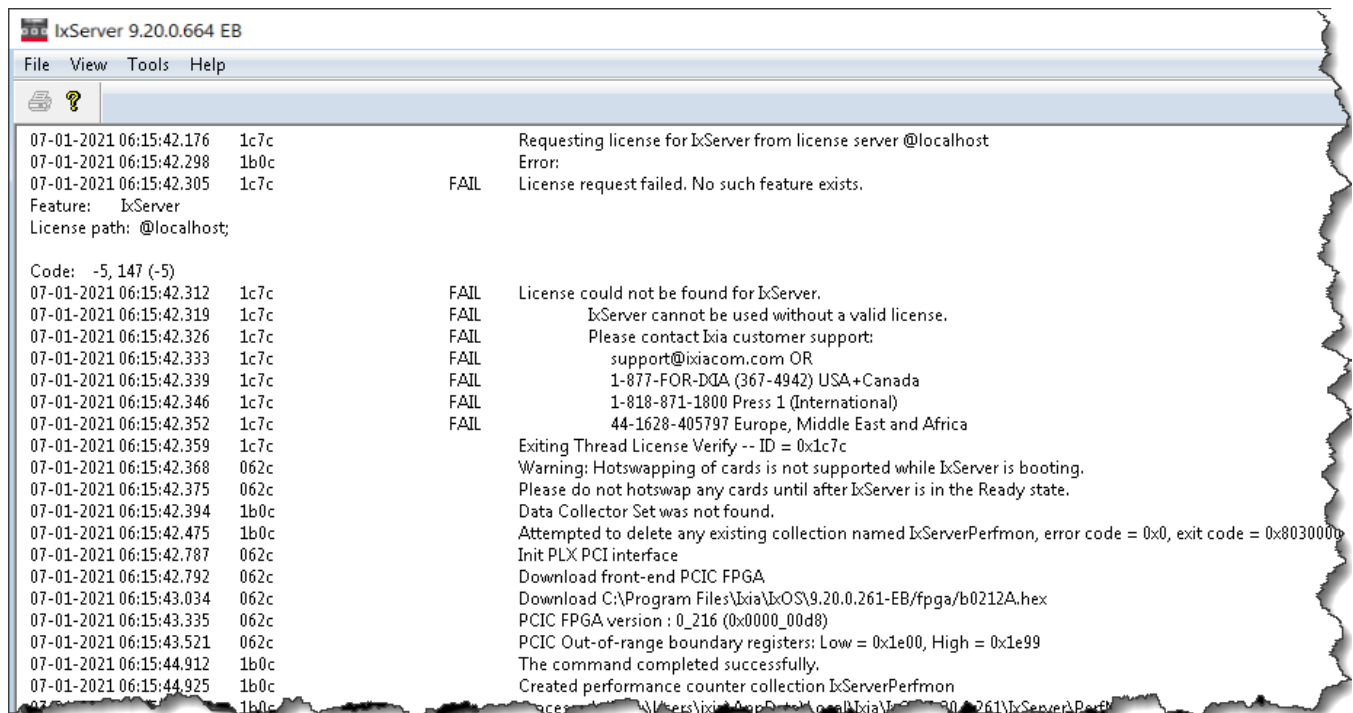 IxServer 9.20.0.664 EB
File View Tools Help
07-01-2021 06:15:42.176 1c7c Requesting license for IxServer from license server @localhost
07-01-2021 06:15:42.298 1b0c Error:
07-01-2021 06:15:42.305 1c7c FAIL License request failed. No such feature exists.
Feature: IxServer
License path: @localhost;
Code: -5, 147 (-5)
07-01-2021 06:15:42.312 1c7c FAIL License could not be found for IxServer.
07-01-2021 06:15:42.319 1c7c FAIL IxServer cannot be used without a valid license.
07-01-2021 06:15:42.326 1c7c FAIL Please contact Ixia customer support:
07-01-2021 06:15:42.333 1c7c FAIL support@ixiacom.com OR
07-01-2021 06:15:42.339 1c7c FAIL 1-877-FOR-IXIA (367-4942) USA+Canada
07-01-2021 06:15:42.346 1c7c FAIL 1-818-871-1800 Press 1 (International)
07-01-2021 06:15:42.352 1c7c FAIL 44-1628-405797 Europe, Middle East and Africa
07-01-2021 06:15:42.359 1c7c Exiting Thread License Verify -- ID = 0x1c7c
07-01-2021 06:15:42.368 062c Warning: Hotswapping of cards is not supported while IxServer is booting.
07-01-2021 06:15:42.375 062c Please do not hotswap any cards until after IxServer is in the Ready state.
07-01-2021 06:15:42.394 1b0c Data Collector Set was not found.
07-01-2021 06:15:42.475 1b0c Attempted to delete any existing collection named IxServerPerfmon, error code = 0x0, exit code = 0x8030000
07-01-2021 06:15:42.787 062c Init PLX PCI interface
07-01-2021 06:15:42.792 062c Download front-end PCIC FPGA
07-01-2021 06:15:43.034 062c Download C:\Program Files\Ixia\IxOS\9.20.0.261-EB/fpga/b0212A.hex
07-01-2021 06:15:43.335 062c PCIC FPGA version : 0_216 (0x0000_00d8)
07-01-2021 06:15:43.521 062c PCIC Out-of-range boundary registers: Low = 0x1e00, High = 0x1e99
07-01-2021 06:15:44.912 1b0c The command completed successfully.
07-01-2021 06:15:44.925 1b0c Created performance counter collection IxServerPerfmon
1b0c